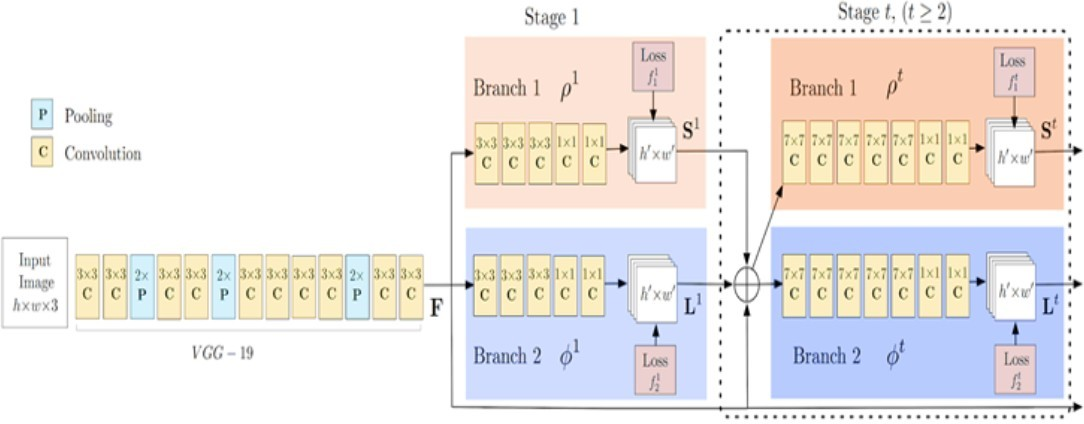 Stage 1
Stage t, (t ≥ 2)
P Pooling
C Convolution
Branch 1 ρ¹
Loss
f₁¹
3×3 3×3 3×3 1×1 1×1
C C C C C
h′×w′
S¹
Branch 1 ρᵗ
Loss
f₁ᵗ
7×7 7×7 7×7 7×7 7×7 1×1 1×1
C C C C C C C
h′×w′
Sᵗ
Input
Image
h×w×3
3×3 3×3 2× 3×3 3×3 2× 3×3 3×3 3×3 3×3 2× 3×3 3×3
C C P C C P C C C C P C C
F
VGG − 19
3×3 3×3 3×3 1×1 1×1
C C C C C
h′×w′
L¹
Branch 2 φ¹
Loss
f₂¹
7×7 7×7 7×7 7×7 7×7 1×1 1×1
C C C C C C C
h′×w′
Lᵗ
Branch 2 φᵗ
Loss
f₂ᵗ